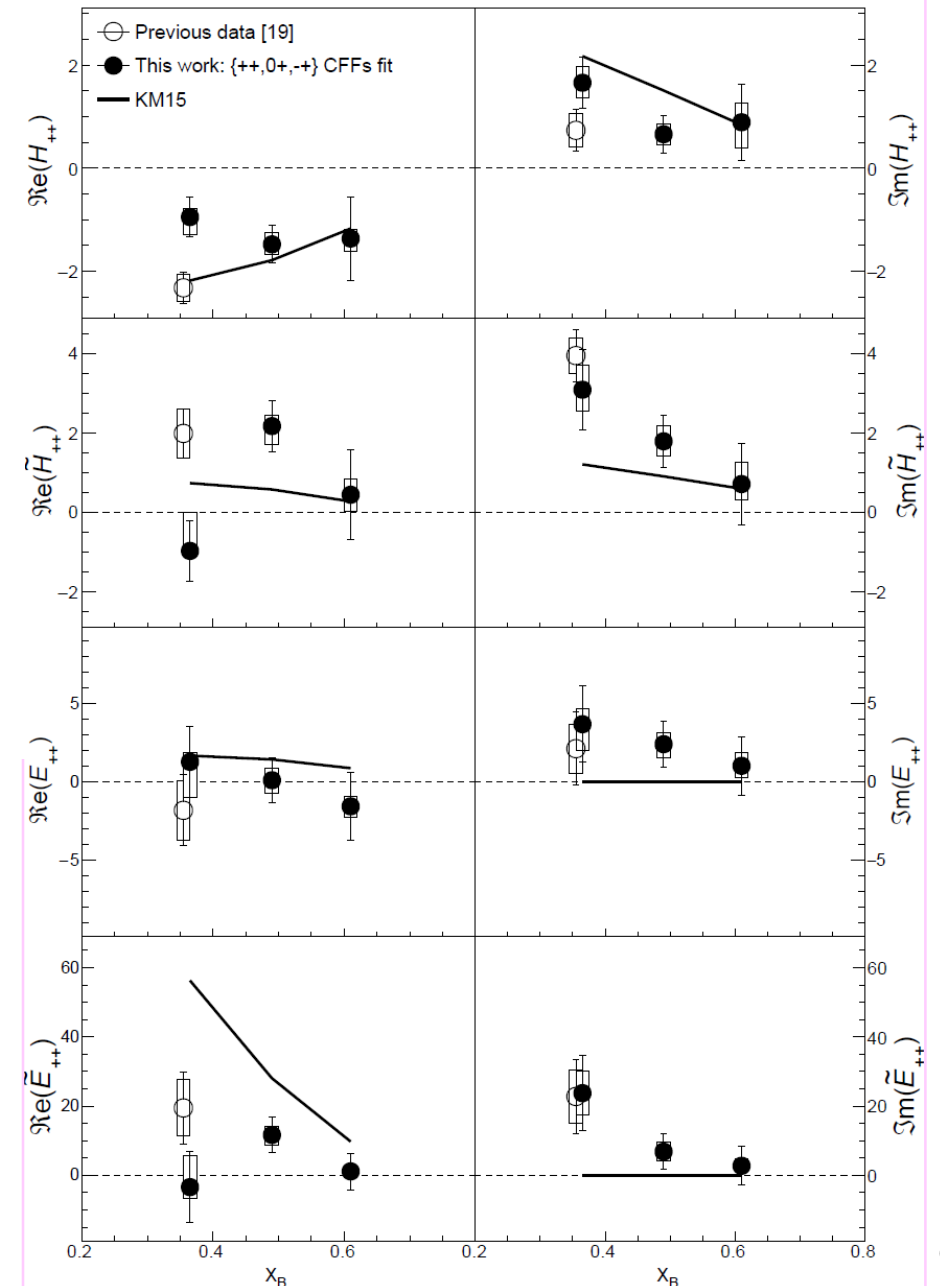 Previous data [19]
This work: {++,0+,-+} CFFs fit
KM15
ℜe(H₊₊)
2
0
−2
ℑm(H₊₊)
2
0
−2
ℜe(H̃₊₊)
4
2
0
−2
ℑm(H̃₊₊)
4
2
0
−2
ℜe(E₊₊)
5
0
−5
ℑm(E₊₊)
5
0
−5
ℜe(Ẽ₊₊)
60
40
20
0
ℑm(Ẽ₊₊)
60
40
20
0
0.2 0.4 0.6 0.2 0.4 0.6 0.8
x_B x_B